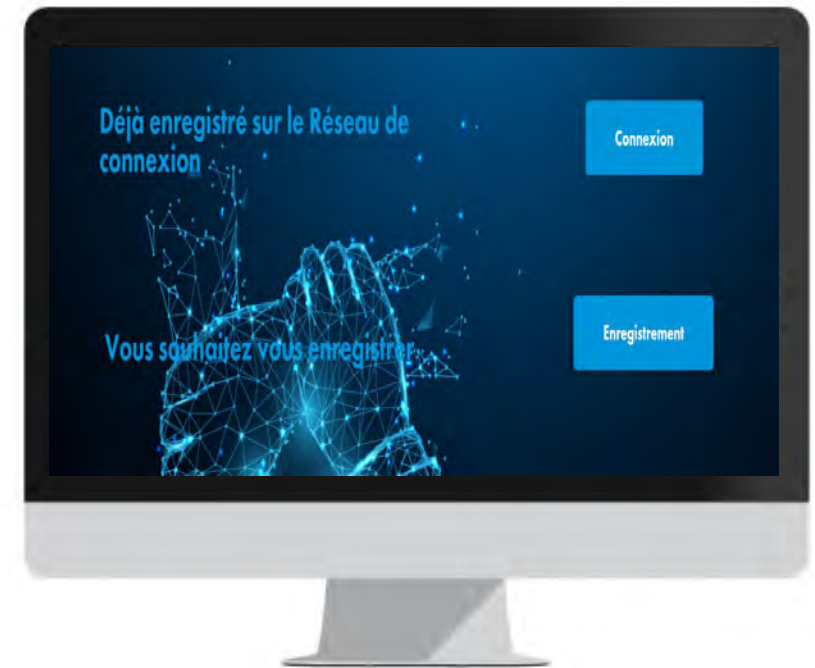 Déjà enregistré sur le Réseau de
connexion
Connexion
Vous souhaitez vous enregistrer
Enregistrement